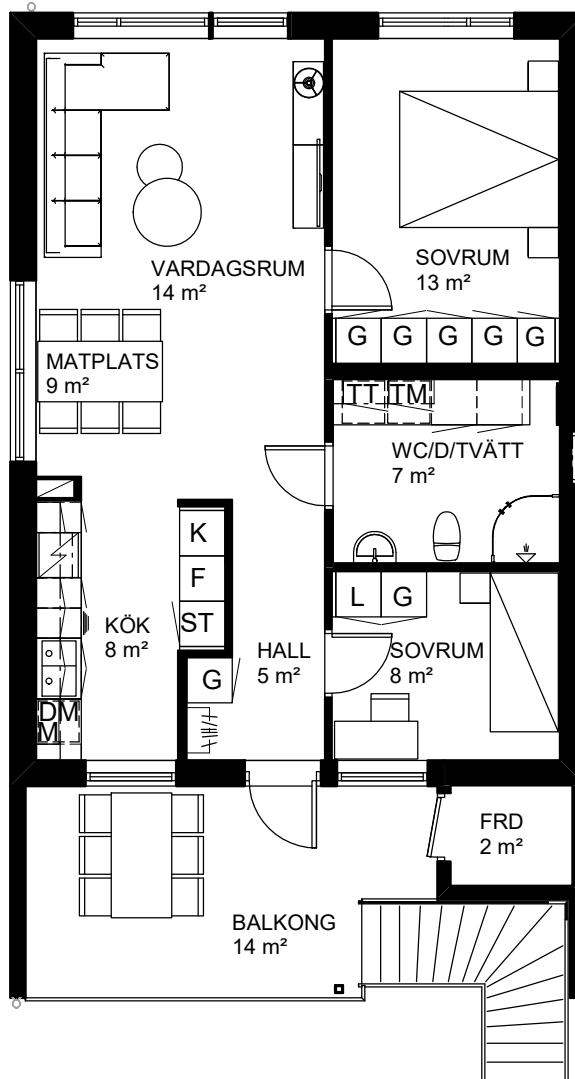 VARDAGSRUM
14 m²
SOVRUM
13 m²
G G G G G
MATPLATS
9 m²
TT TM
WC/D/TVÄTT
7 m²
K
F
ST
KÖK
8 m²
L G
HALL
5 m²
SOVRUM
8 m²
G
DM
M
FRD
2 m²
BALKONG
14 m²